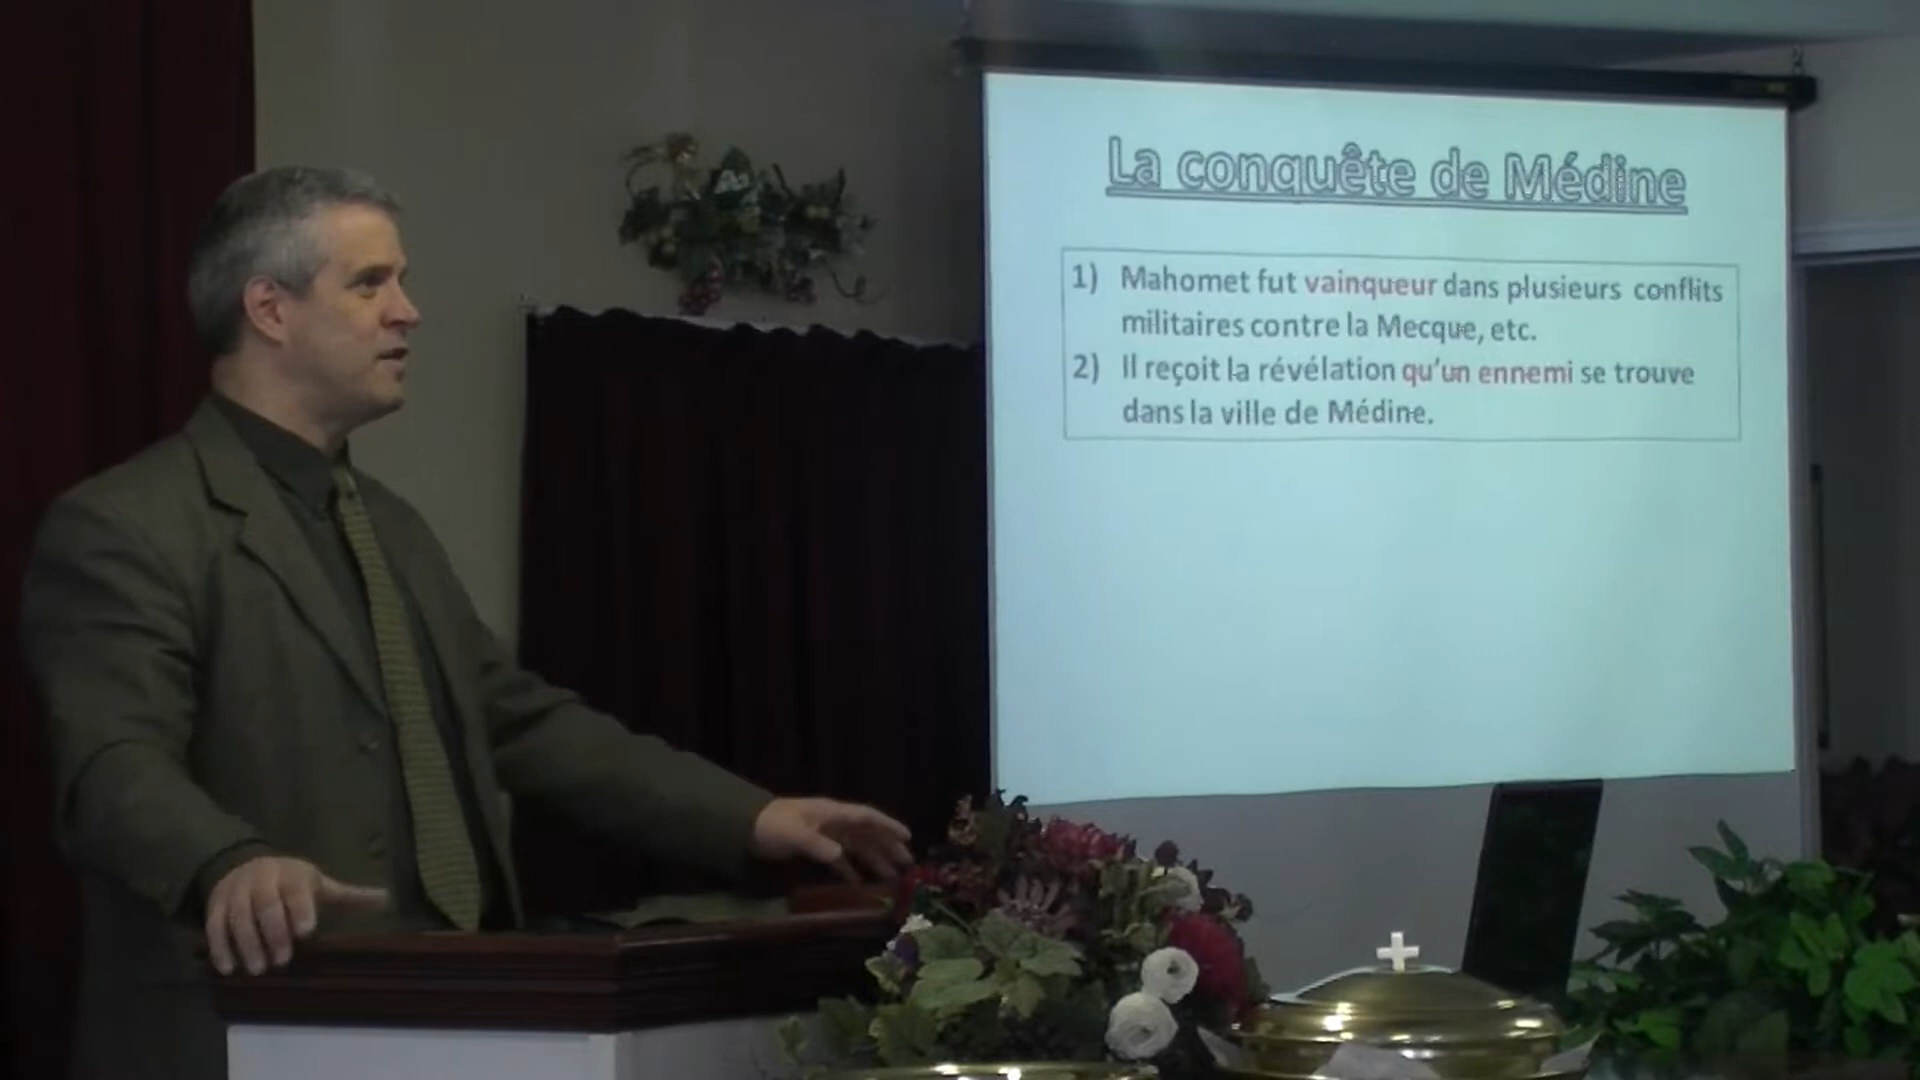 La conquête de Médine
1) Mahomet fut vainqueur dans plusieurs conflits
militaires contre la Mecque, etc.
2) Il reçoit la révélation qu'un ennemi se trouve
dans la ville de Médine.